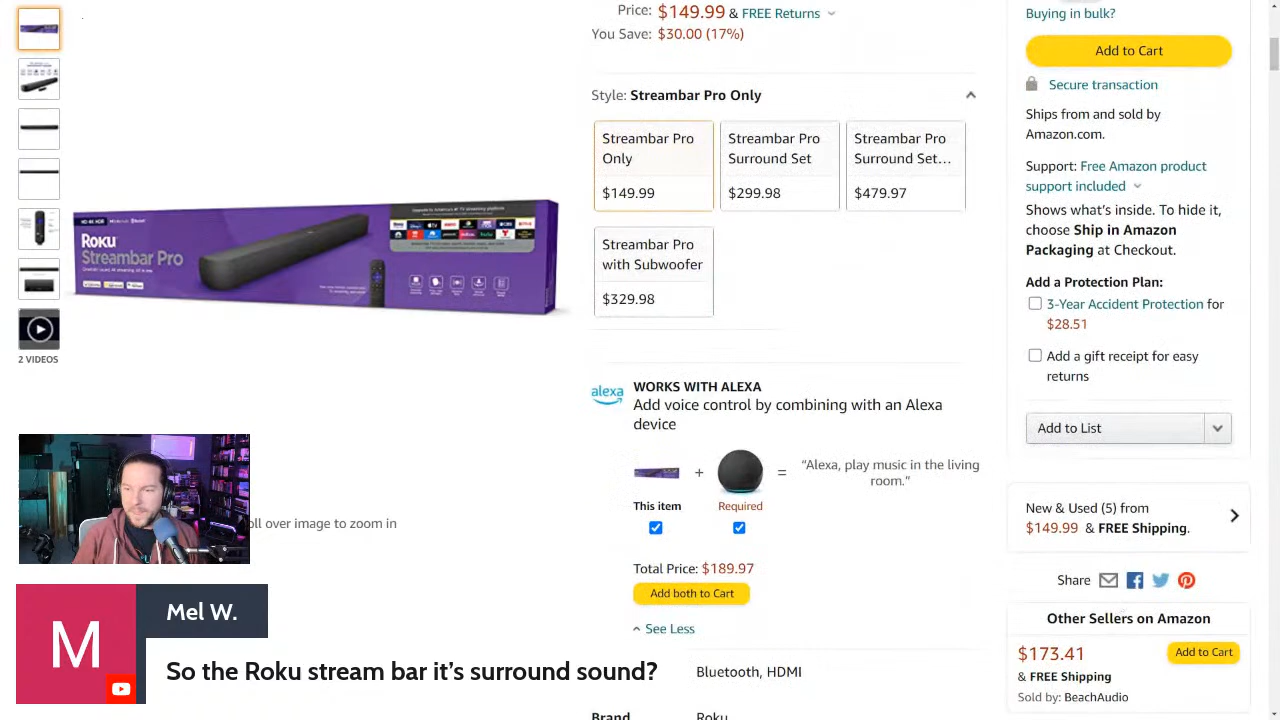 Price: $149.99 & FREE Returns
You Save: $30.00 (17%)
Style: Streambar Pro Only
Streambar Pro Only
$149.99
Streambar Pro Surround Set
$299.98
Streambar Pro Surround Set...
$479.97
Streambar Pro with Subwoofer
$329.98
Roku
Streambar Pro
2 VIDEOS
oll over image to zoom in
alexa
WORKS WITH ALEXA
Add voice control by combining with an Alexa
device
+
=
“Alexa, play music in the living
room.”
This item
Required
Total Price: $189.97
Add both to Cart
See Less
Bluetooth, HDMI
Brand
Roku
Buying in bulk?
Add to Cart
Secure transaction
Ships from and sold by
Amazon.com.
Support: Free Amazon product
support included
Shows what's inside. To hide it,
choose Ship in Amazon
Packaging at Checkout.
Add a Protection Plan:
3-Year Accident Protection for
$28.51
Add a gift receipt for easy
returns
Add to List
New & Used (5) from
$149.99 & FREE Shipping.
Share
Other Sellers on Amazon
$173.41
Add to Cart
& FREE Shipping
Sold by: BeachAudio
M
Mel W.
So the Roku stream bar it’s surround sound?